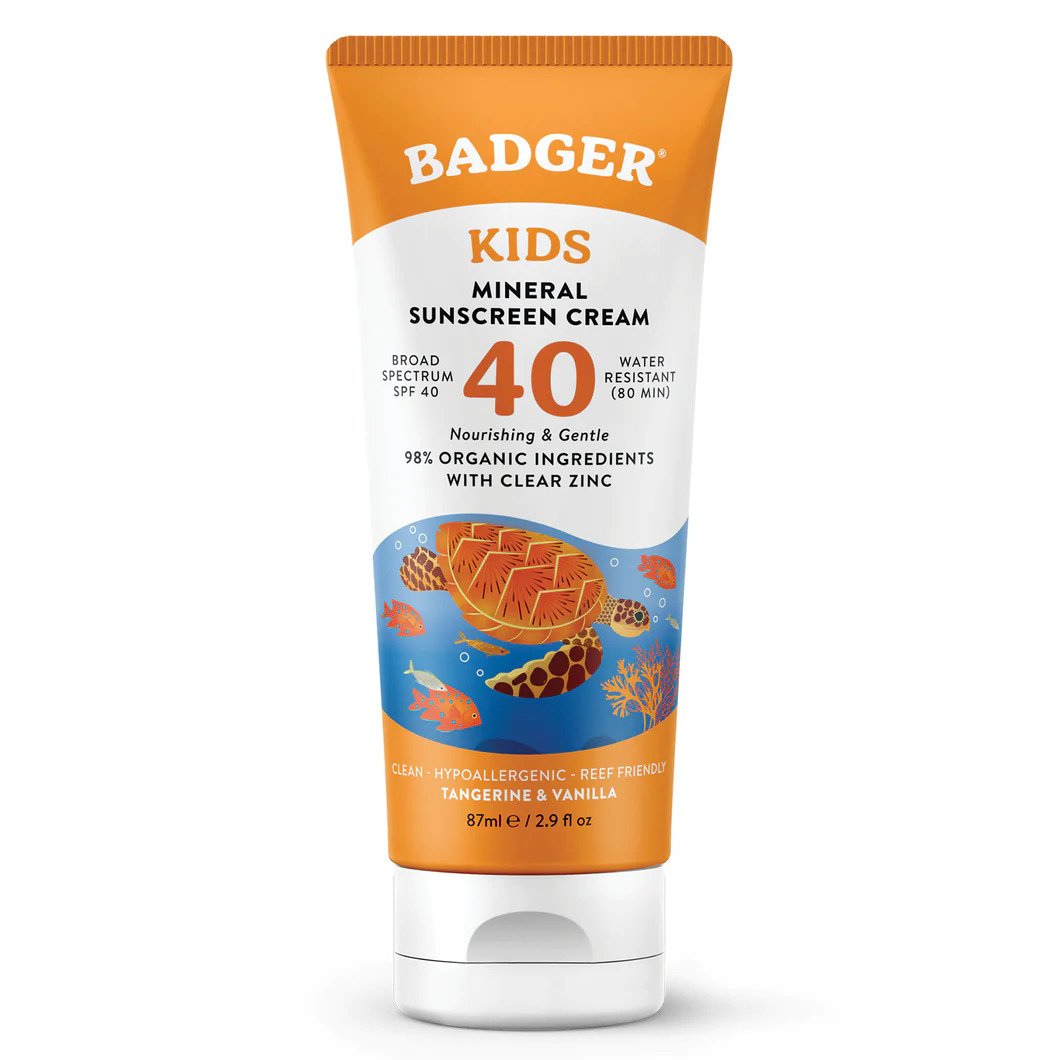 BADGER®
KIDS
MINERAL
SUNSCREEN CREAM
BROAD
SPECTRUM
SPF 40
40
WATER
RESISTANT
(80 MIN)
Nourishing & Gentle
98% ORGANIC INGREDIENTS
WITH CLEAR ZINC
CLEAN - HYPOALLERGENIC - REEF FRIENDLY
TANGERINE & VANILLA
87ml ℮ / 2.9 fl oz